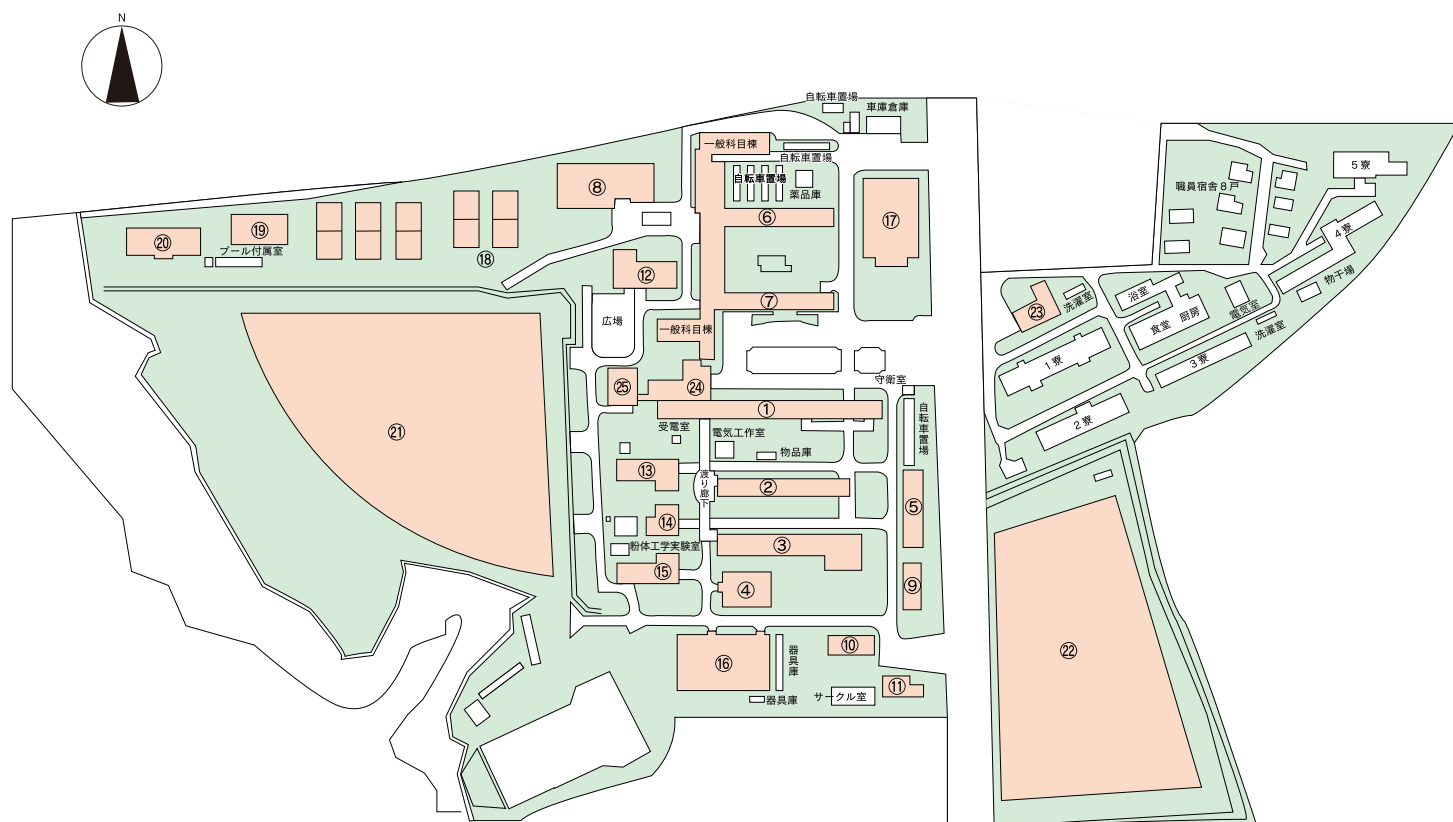 N
自転車置場
車庫倉庫
一般科目棟
自転車置場
5寮
⑧
自転車置場
薬品庫
職員宿舎8戸
⑥
⑰
⑲
⑳
プール付属室
⑱
4寮
⑫
物干場
⑦
浴室
洗濯室
電気室
食堂
厨房
㉓
広場
一般科目棟
洗濯室
1寮
3寮
守衛室
㉕
㉔
①
自転車置場
2寮
㉑
受電室
電気工作室
物品庫
⑬
渡り廊下
②
⑤
⑭
粉体工学実験室
③
⑮
④
⑨
⑩
器具庫
⑯
㉒
⑪
サークル室
器具庫